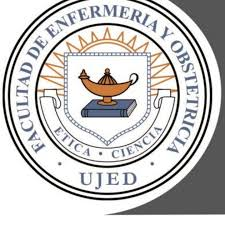 FACULTAD DE ENFERMERIA Y OBSTETRICIA
ETICA · CIENCIA
· UJED ·